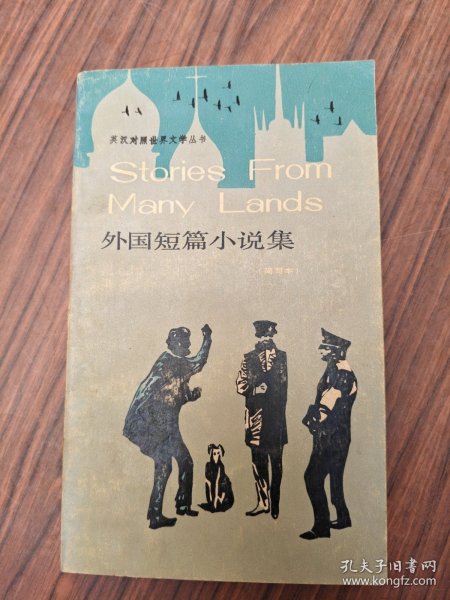 英汉对照世界文学丛书
Stories From
Many Lands
外国短篇小说集
（简写本）
孔夫子旧书网
www.kongfz.com